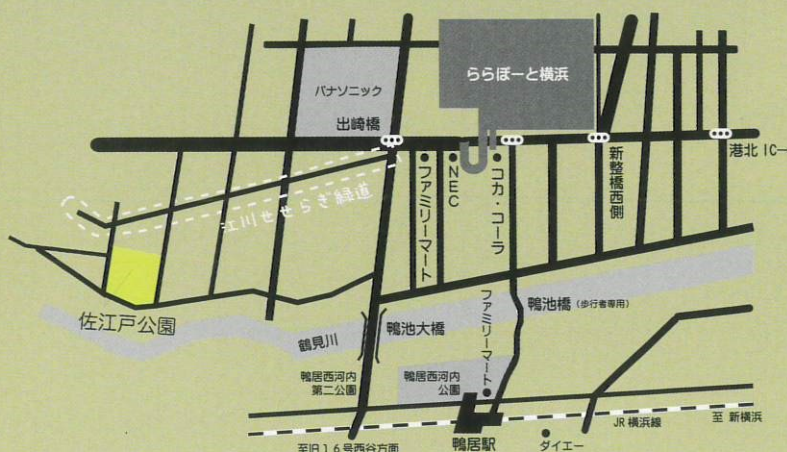 ららぽーと横浜
パナソニック
出崎橋
港北IC
新整橋西側
ファミリーマート
NEC
コカ・コーラ
江川せせらぎ緑道
佐江戸公園
鶴見川
鴨池大橋
ファミリーマート
鴨池橋(歩行者専用)
鴨居西河内
第二公園
鴨居西河内
公園
JR横浜線
至 新横浜
至旧16号西谷方面
鴨居駅
ダイエー